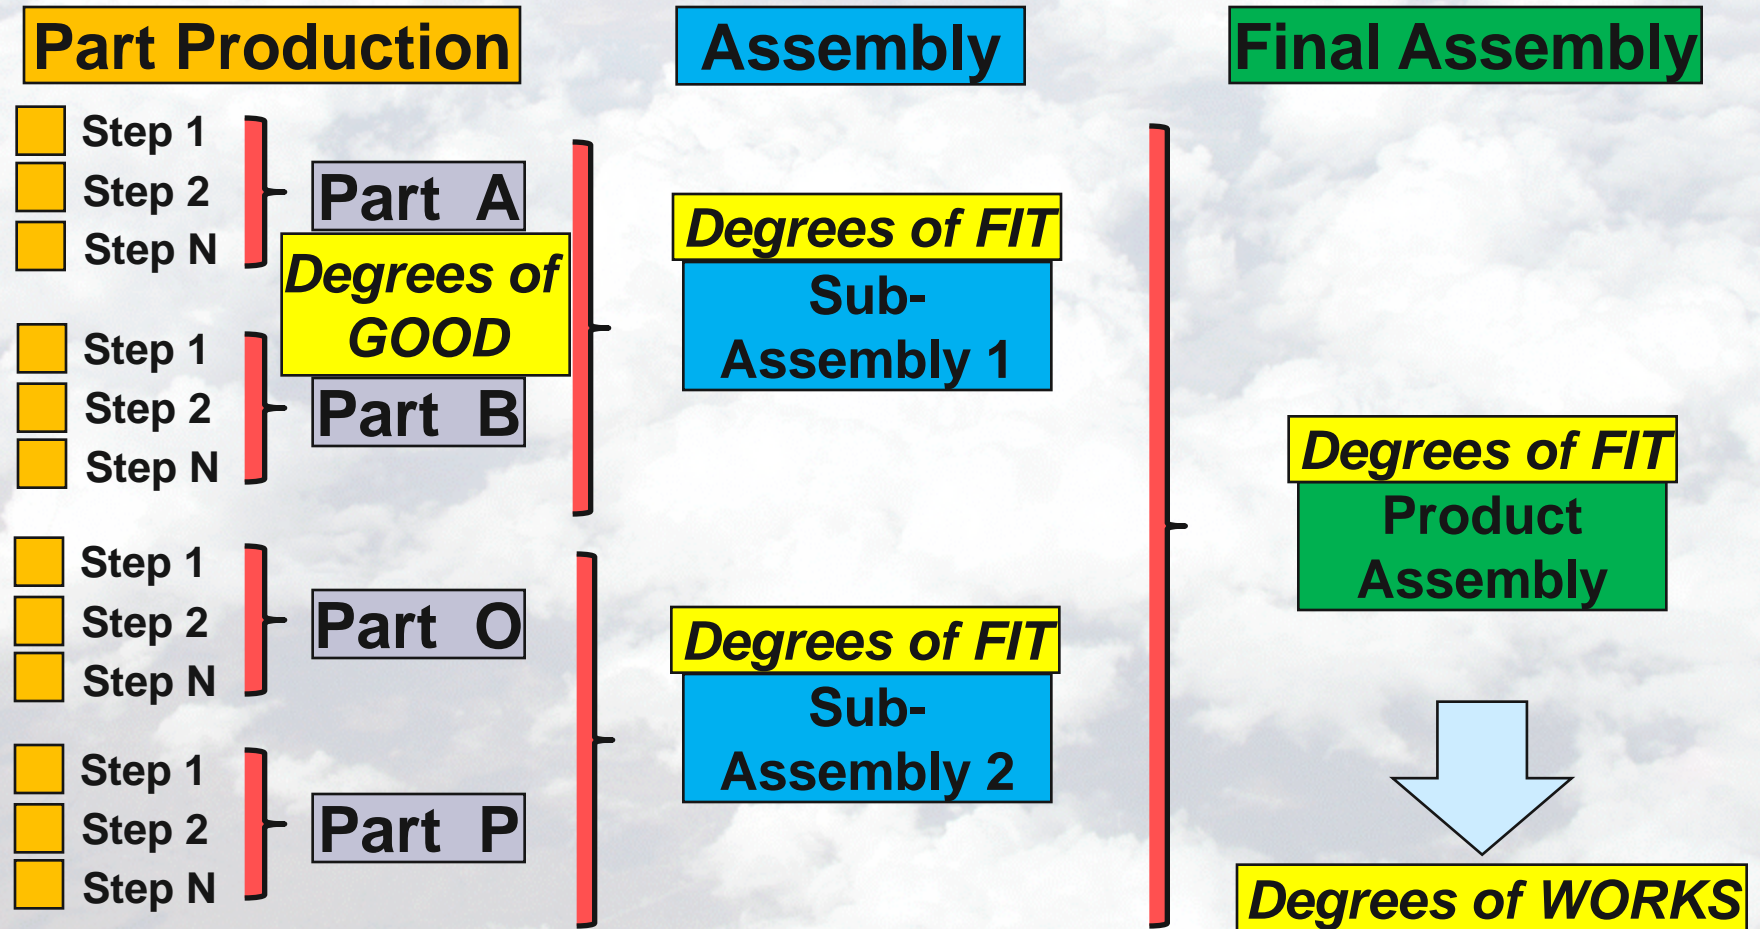 Part Production
Assembly
Final Assembly
Step 1
Step 2
Step N
Part A
Degrees of
GOOD
Step 1
Step 2
Step N
Part B
Step 1
Step 2
Step N
Part O
Step 1
Step 2
Step N
Part P
Degrees of FIT
Sub-
Assembly 1
Degrees of FIT
Sub-
Assembly 2
Degrees of FIT
Product
Assembly
Degrees of WORKS